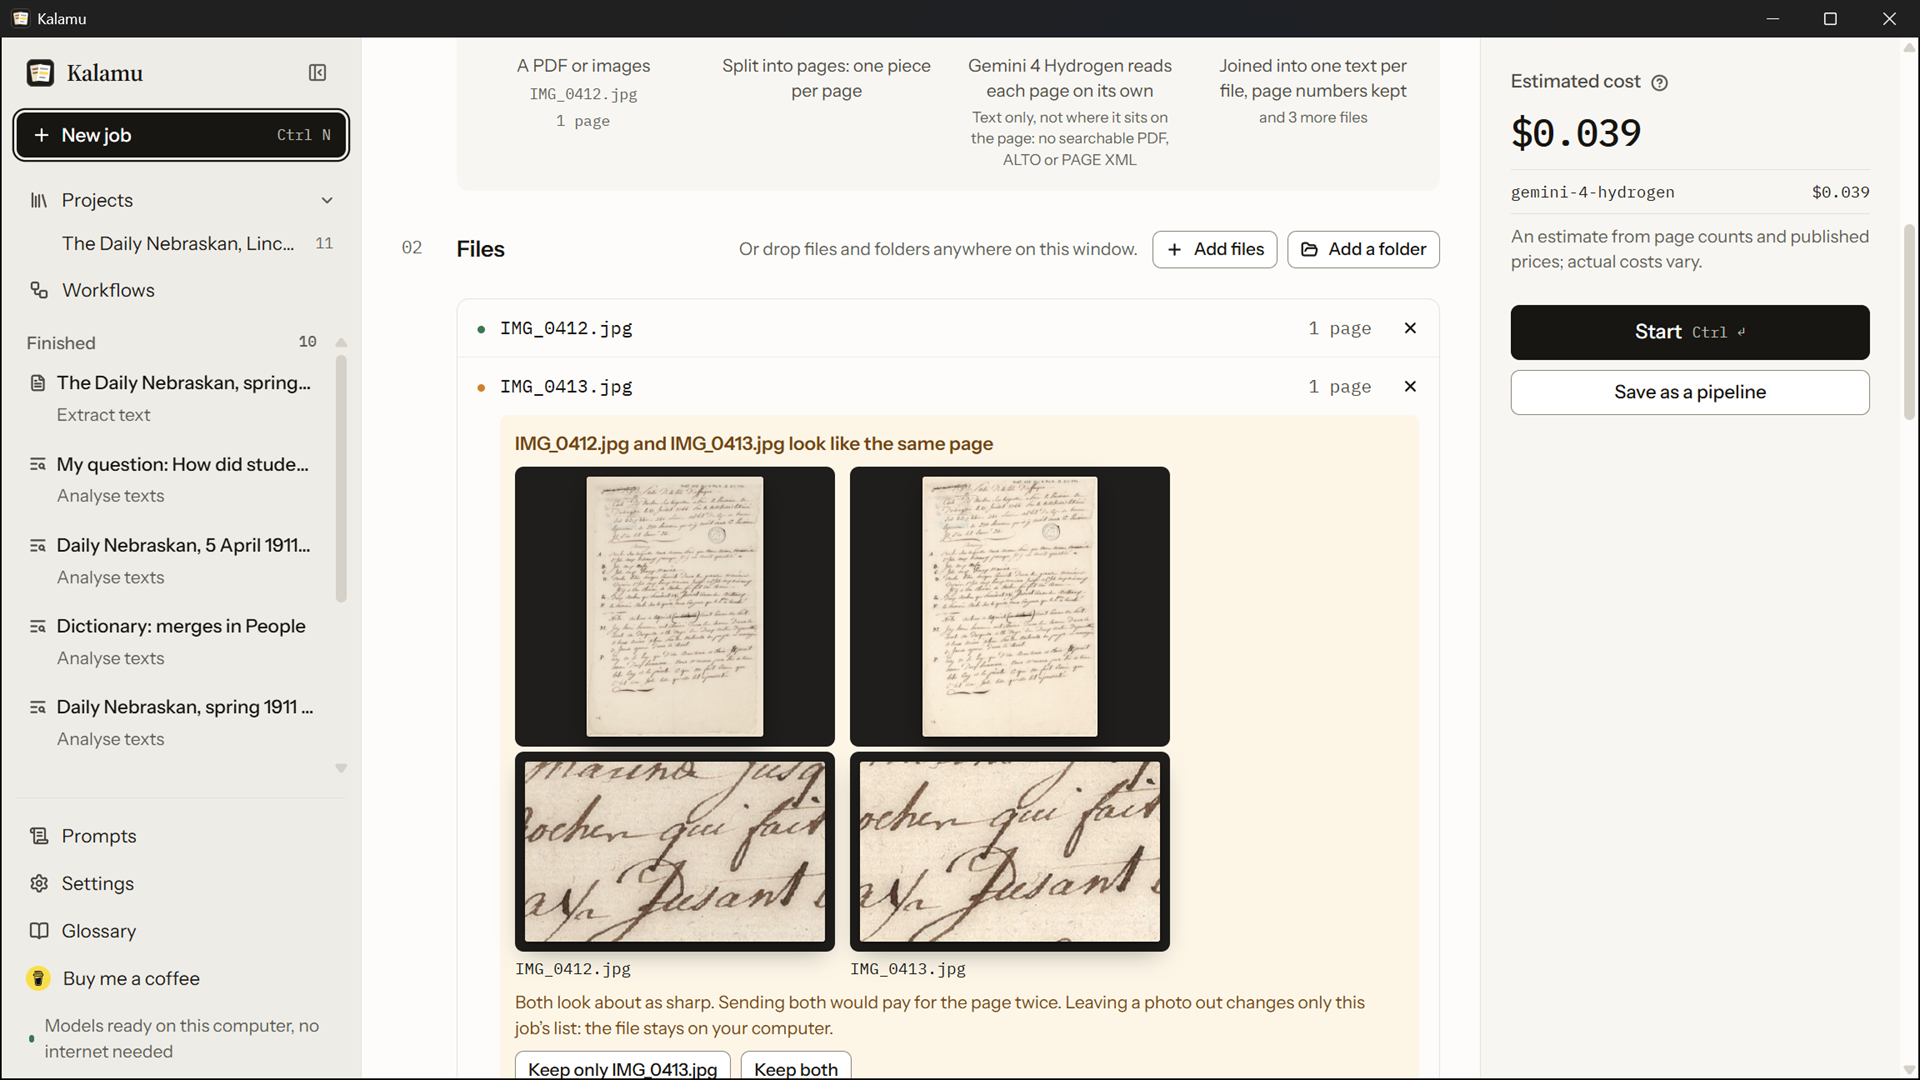 Kalamu
Kalamu
+ New job Ctrl N
Projects
The Daily Nebraskan, Linc... 11
Workflows
Finished 10
The Daily Nebraskan, spring...
Extract text
My question: How did stude...
Analyse texts
Daily Nebraskan, 5 April 1911...
Analyse texts
Dictionary: merges in People
Analyse texts
Daily Nebraskan, spring 1911 ...
Analyse texts
Prompts
Settings
Glossary
Buy me a coffee
Models ready on this computer, no
internet needed
A PDF or images
IMG_0412.jpg
1 page
Split into pages: one piece
per page
Gemini 4 Hydrogen reads
each page on its own
Text only, not where it sits on
the page: no searchable PDF,
ALTO or PAGE XML
Joined into one text per
file, page numbers kept
and 3 more files
02 Files Or drop files and folders anywhere on this window. + Add files Add a folder
IMG_0412.jpg 1 page ×
IMG_0413.jpg 1 page ×
IMG_0412.jpg and IMG_0413.jpg look like the same page
qui fait
Dusant
qui fait
Dusant
IMG_0412.jpg IMG_0413.jpg
Both look about as sharp. Sending both would pay for the page twice. Leaving a photo out changes only this
job’s list: the file stays on your computer.
Keep only IMG_0413.jpg Keep both
Estimated cost ?
$0.039
gemini-4-hydrogen $0.039
An estimate from page counts and published
prices; actual costs vary.
Start Ctrl ↵
Save as a pipeline